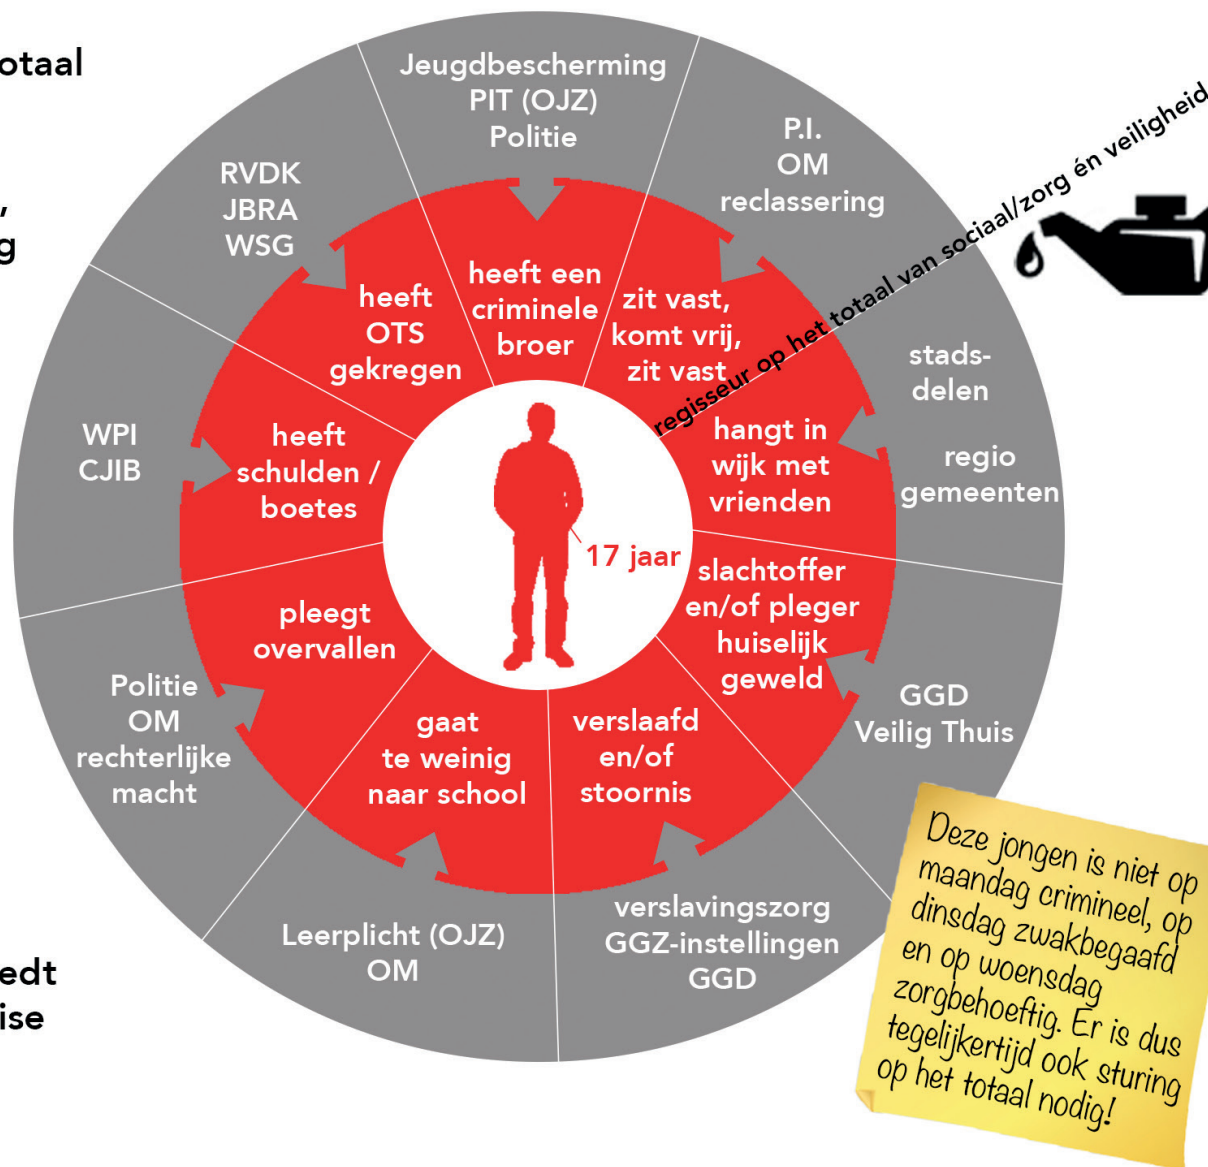 Jeugdbescherming
PIT (OJZ)
Politie
P.I.
OM
reclassering
regisseur op het totaal van sociaal/zorg én veiligheid
stads-
delen
regio
gemeenten
GGD
Veilig Thuis
verslavingszorg
GGZ-instellingen
GGD
Leerplicht (OJZ)
OM
Politie
OM
rechterlijke
macht
WPI
CJIB
RVDK
JBRA
WSG
heeft een
criminele
broer
zit vast,
komt vrij,
zit vast
hangt in
wijk met
vrienden
slachtoffer
en/of pleger
huiselijk
geweld
verslaafd
en/of
stoornis
gaat
te weinig
naar school
pleegt
overvallen
heeft
schulden /
boetes
heeft
OTS
gekregen
17 jaar
Deze jongen is niet op
maandag crimineel, op
dinsdag zwakbegaafd
en op woensdag
zorgbehoeftig. Er is dus
tegelijkertijd ook sturing
op het totaal nodig!